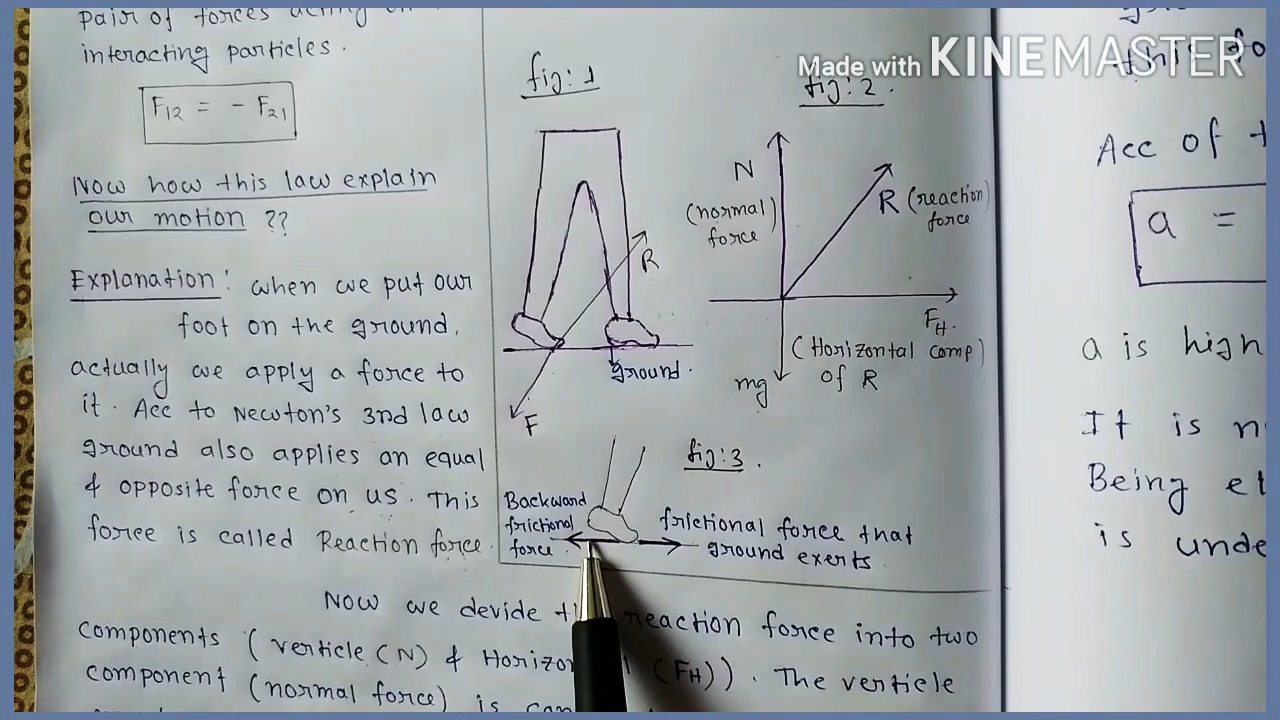 pair of forces acting on
interacting particles.
F12 = - F21
Now how this law explain
our motion ??
Explanation: when we put our
foot on the ground,
actually we apply a force to
it. Acc to Newton's 3rd law
ground also applies an equal
& opposite force on us. This
force is called Reaction force.
fig:1
R
ground.
F
Made with KINEMASTER
fig:2.
N
(normal)
force
R (reaction)
force
FH.
(Horizontal comp)
of R
mg
fig:3.
Backward
frictional
force.
frictional force that
ground exerts
Now we devide the reaction force into two
components (verticle (N) & Horizon (FH)). The verticle
component (normal force) is
this fo
Acc of
a =
a is high
It is n
Being el
is unde